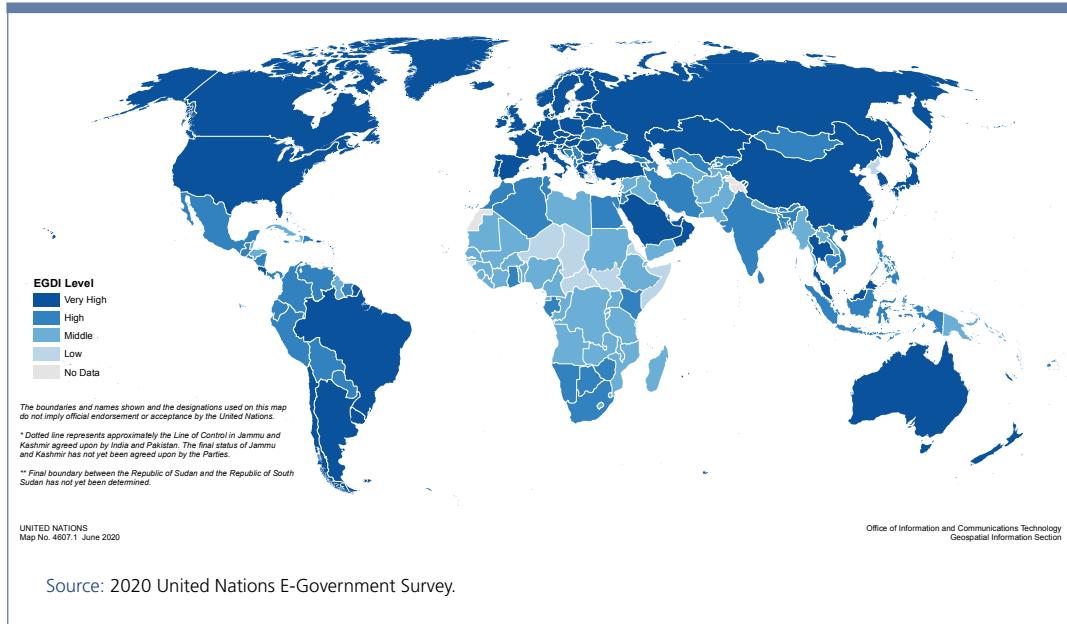 EGDI Level
Very High
High
Middle
Low
No Data
The boundaries and names shown and the designations used on this map
do not imply official endorsement or acceptance by the United Nations.
* Dotted line represents approximately the Line of Control in Jammu and
Kashmir agreed upon by India and Pakistan. The final status of Jammu
and Kashmir has not yet been agreed upon by the Parties.
** Final boundary between the Republic of Sudan and the Republic of South
Sudan has not yet been determined.
UNITED NATIONS
Map No. 4607.1 June 2020
Office of Information and Communications Technology
Geospatial Information Section
Source: 2020 United Nations E-Government Survey.